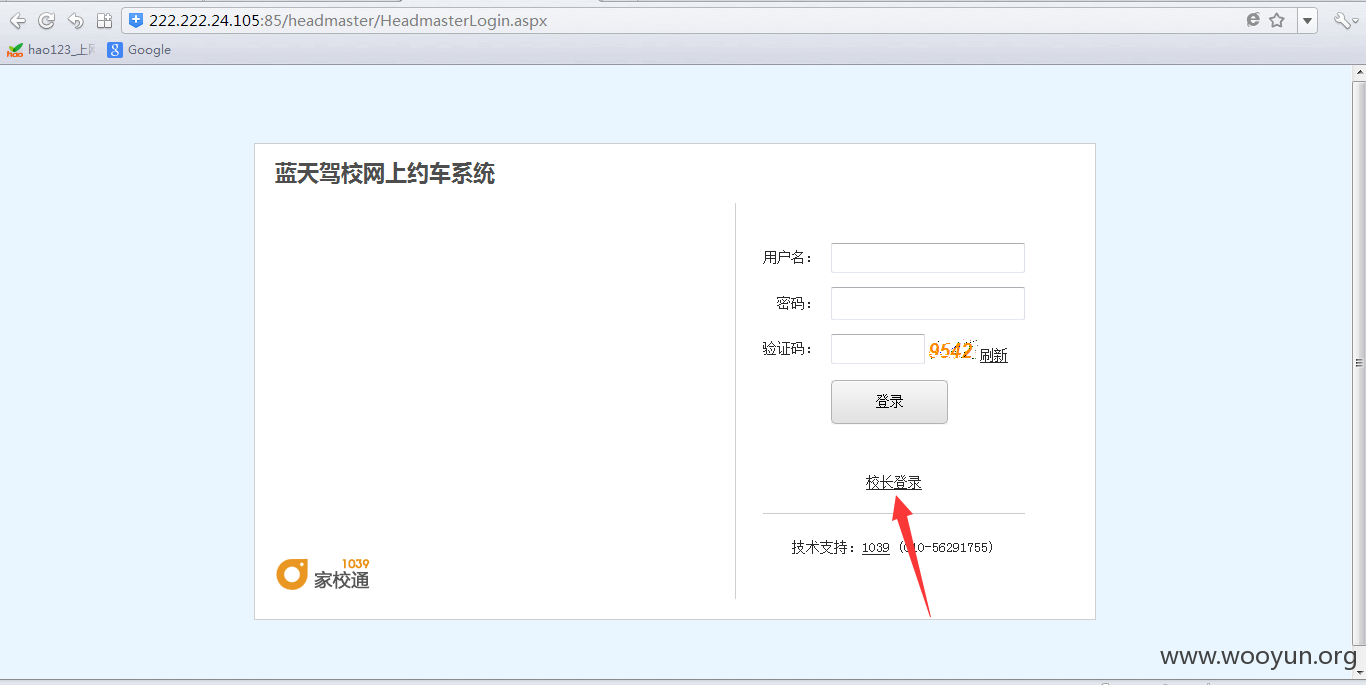 222.222.24.105:85/headmaster/HeadmasterLogin.aspx
hao123_上网
Google
蓝天驾校网上约车系统
用户名：
密码：
验证码：
9542
刷新
登录
校长登录
技术支持：1039（010-56291755）
1039
家校通
www.wooyun.org